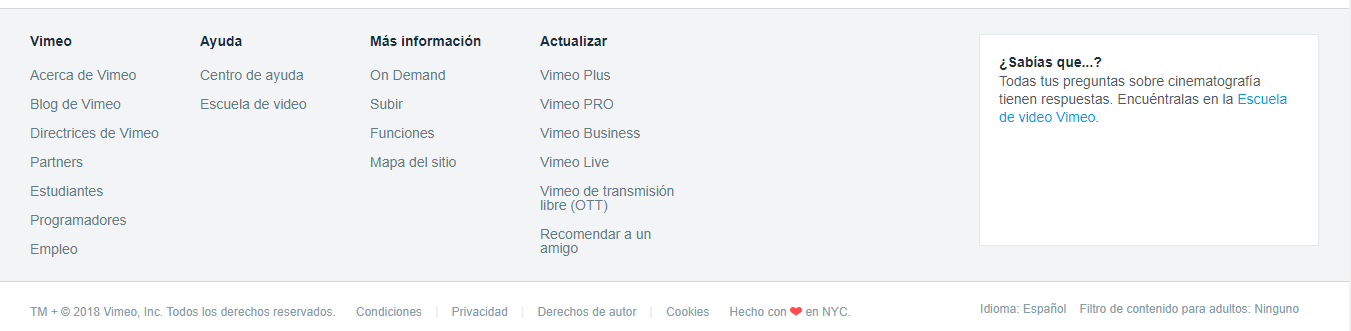 Vimeo
Acerca de Vimeo
Blog de Vimeo
Directrices de Vimeo
Partners
Estudiantes
Programadores
Empleo
Ayuda
Centro de ayuda
Escuela de video
Más información
On Demand
Subir
Funciones
Mapa del sitio
Actualizar
Vimeo Plus
Vimeo PRO
Vimeo Business
Vimeo Live
Vimeo de transmisión
libre (OTT)
Recomendar a un
amigo
¿Sabías que...?
Todas tus preguntas sobre cinematografía
tienen respuestas. Encuéntralas en la Escuela
de video Vimeo.
TM + © 2018 Vimeo, Inc. Todos los derechos reservados. Condiciones | Privacidad | Derechos de autor | Cookies Hecho con ❤ en NYC.
Idioma: Español Filtro de contenido para adultos: Ninguno